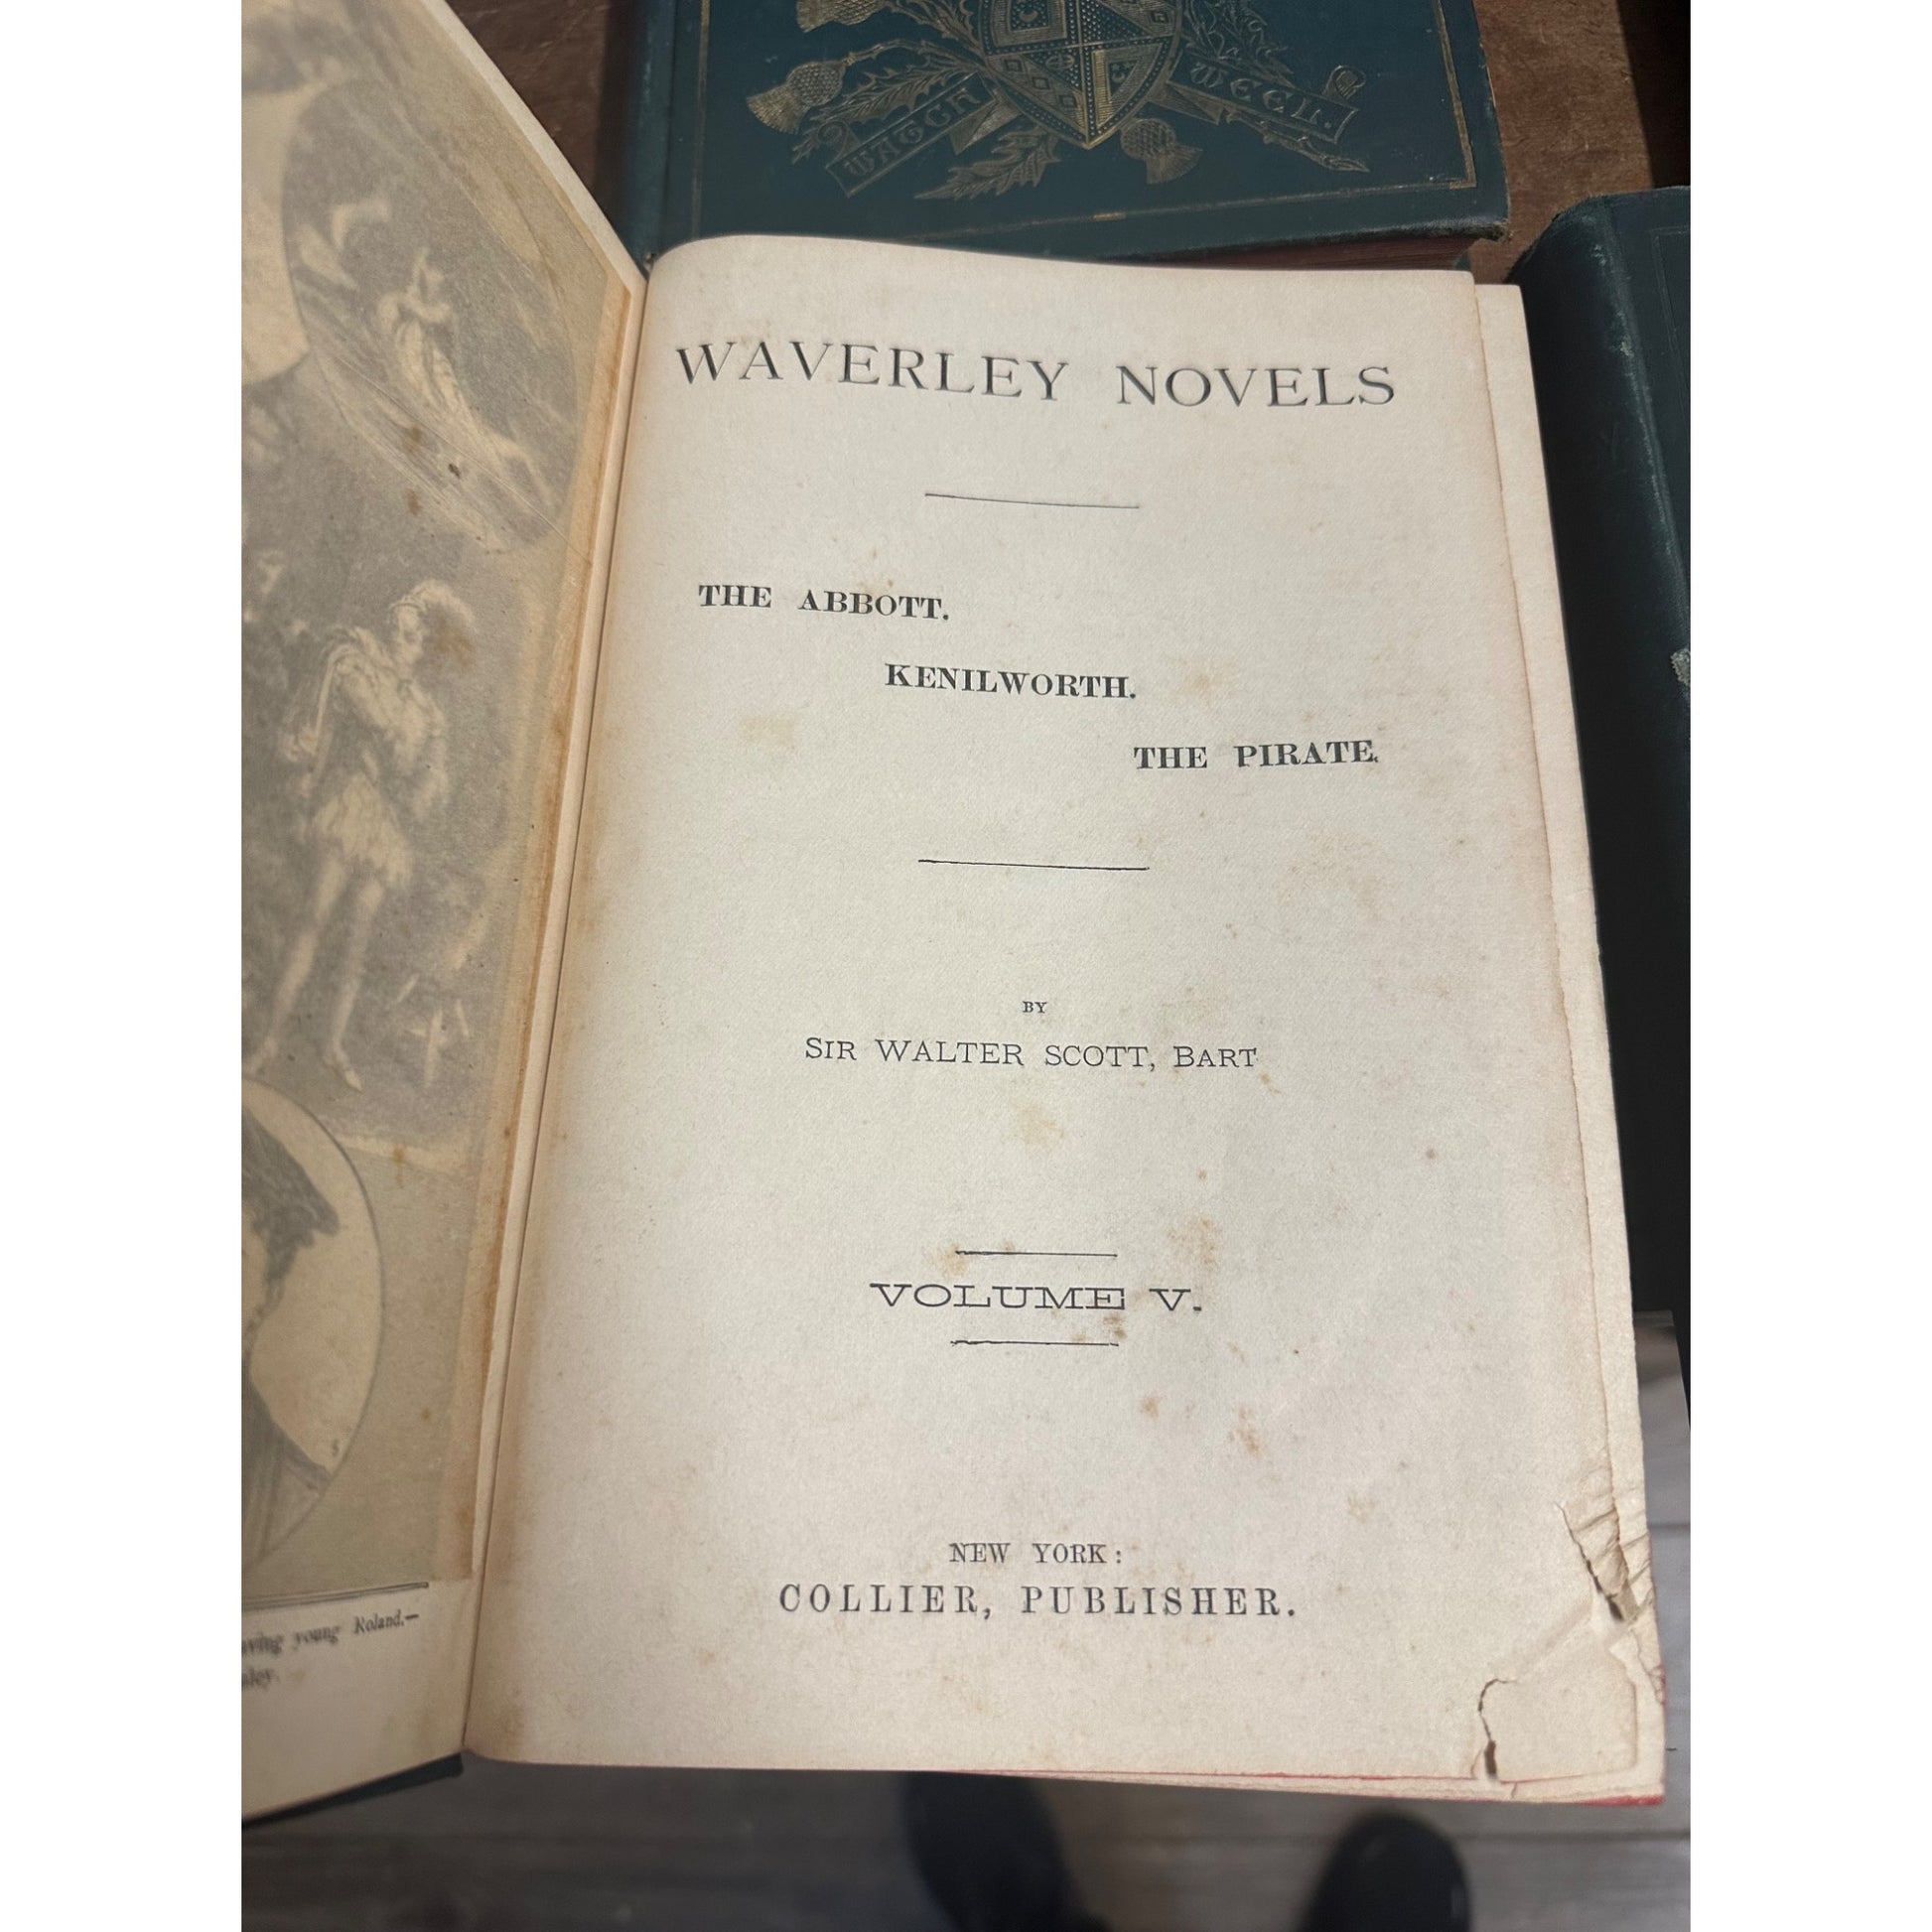 WATCH WEEL.
WAVERLEY NOVELS
THE ABBOTT.
KENILWORTH.
THE PIRATE.
BY
SIR WALTER SCOTT, BART
VOLUME V.
NEW YORK:
COLLIER, PUBLISHER.
young Roland.—